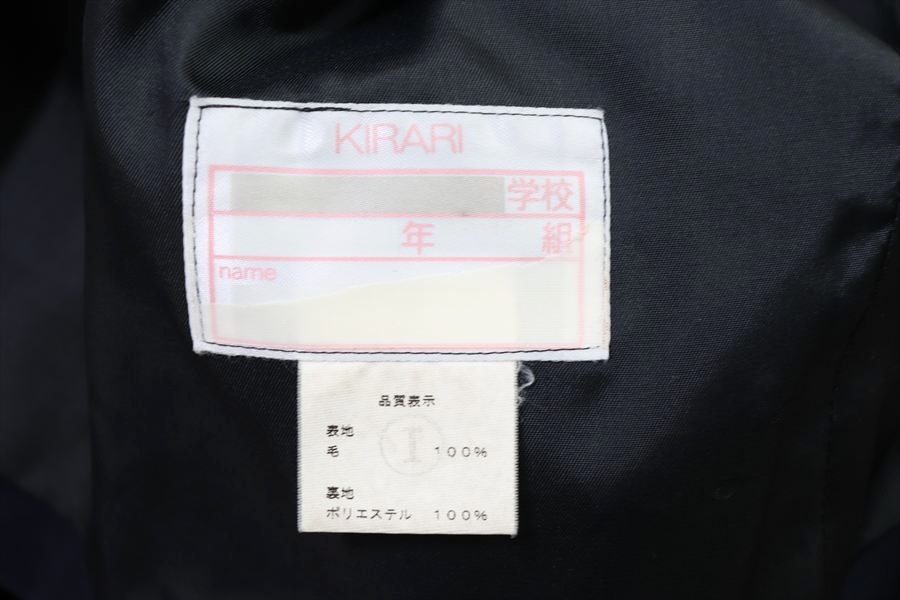 KIRARI
学校
年 組
name
品質表示
表地
毛 100%
裏地
ポリエステル 100%